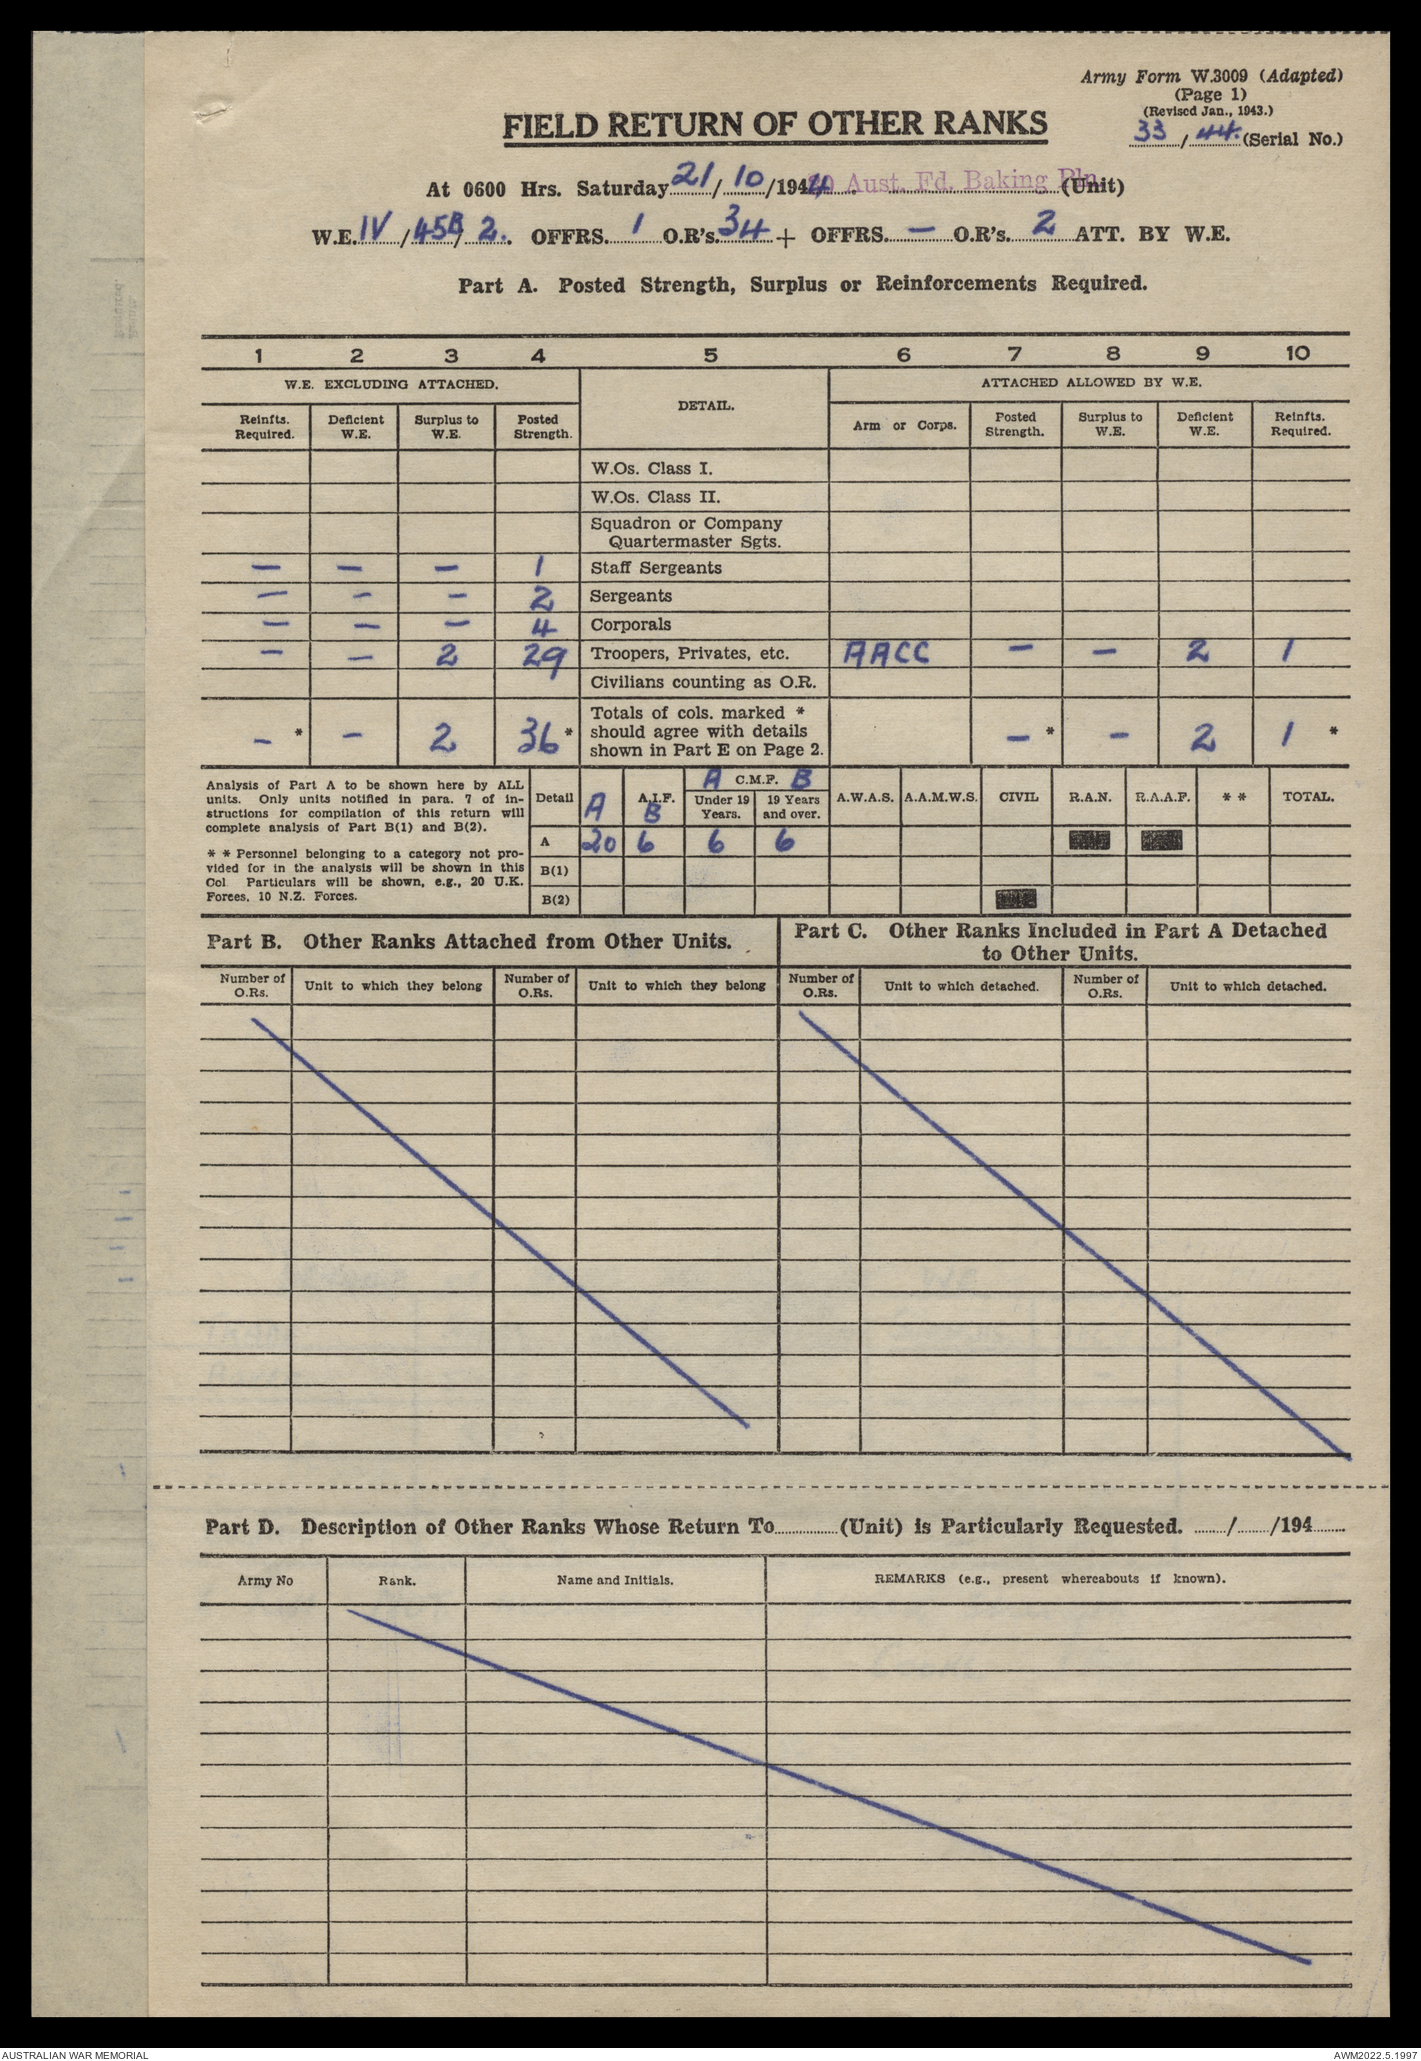 Army Form W.3009 (Adapted)
(Page 1)
(Revised Jan., 1943.)
33 / 44. (Serial No.)
FIELD RETURN OF OTHER RANKS
At 0600 Hrs. Saturday 21/10/1944 Aust. Fd. Baking Pln. (Unit)
W.E. IV / 45B / 2. OFFRS. 1 O.R's. 34 + OFFRS. — O.R's. 2 ATT. BY W.E.
Part A. Posted Strength, Surplus or Reinforcements Required.
1 2 3 4 5 6 7 8 9 10
W.E. EXCLUDING ATTACHED. DETAIL. ATTACHED ALLOWED BY W.E.
Reinfts. Required. Deficient W.E. Surplus to W.E. Posted Strength. Arm or Corps. Posted Strength. Surplus to W.E. Deficient W.E. Reinfts. Required.
W.Os. Class I.
W.Os. Class II.
Squadron or Company
Quartermaster Sgts.
— — — 1 Staff Sergeants
— — — 2 Sergeants
— — — 4 Corporals
— — 2 29 Troopers, Privates, etc. AACC — — 2 1
Civilians counting as O.R.
— * — 2 36 * Totals of cols. marked * should agree with details shown in Part E on Page 2. — * — 2 1 *
Analysis of Part A to be shown here by ALL
units. Only units notified in para. 7 of in-
structions for compilation of this return will
complete analysis of Part B(1) and B(2).
* * Personnel belonging to a category not pro-
vided for in the analysis will be shown in this
Col Particulars will be shown, e.g., 20 U.K.
Forces, 10 N.Z. Forces.
Detail A A.I.F. B A C.M.F. B A.W.A.S. A.A.M.W.S. CIVIL R.A.N. R.A.A.F. * * TOTAL.
Under 19 Years. 19 Years and over.
A 20 6 6 6
B(1)
B(2)
Part B. Other Ranks Attached from Other Units.
Part C. Other Ranks Included in Part A Detached
to Other Units.
Number of O.Rs. Unit to which they belong Number of O.Rs. Unit to which they belong Number of O.Rs. Unit to which detached. Number of O.Rs. Unit to which detached.
Part D. Description of Other Ranks Whose Return To (Unit) is Particularly Requested. / /194
Army No Rank. Name and Initials. REMARKS (e.g., present whereabouts if known).
AUSTRALIAN WAR MEMORIAL
AWM2022.5.1997